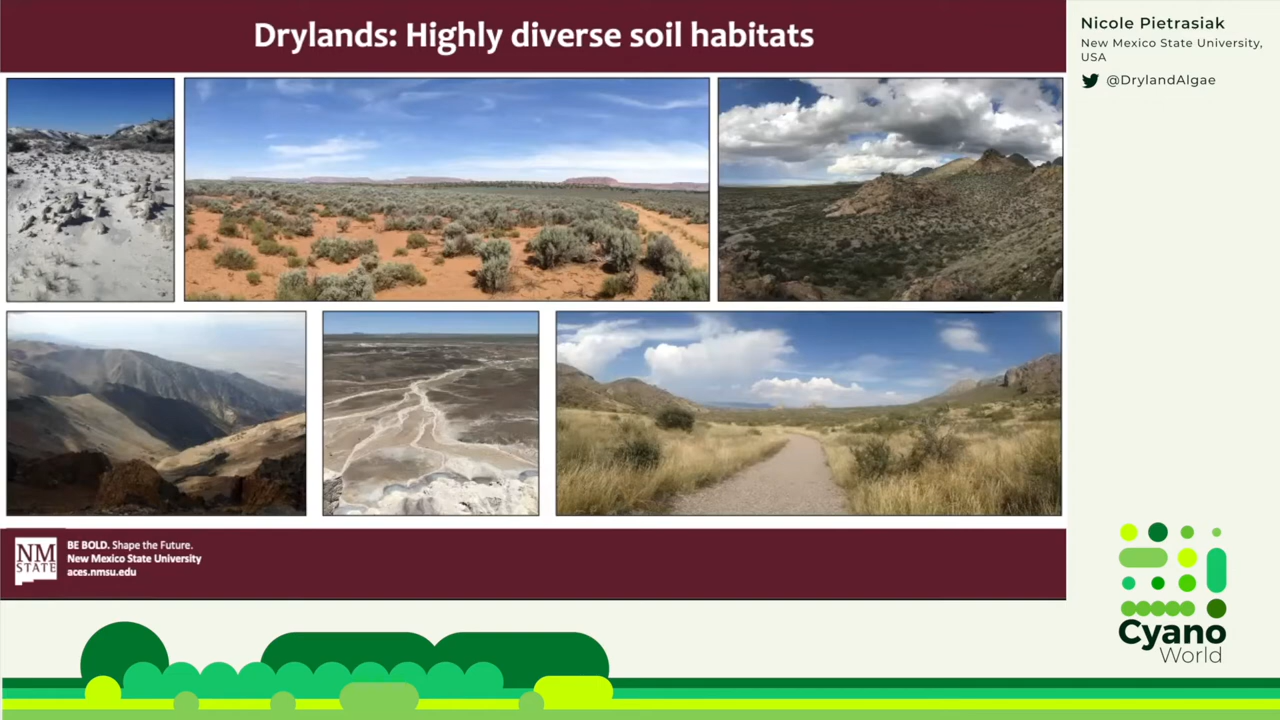 Drylands: Highly diverse soil habitats
Nicole Pietrasiak
New Mexico State University,
USA
@DrylandAlgae
NM
STATE
BE BOLD. Shape the Future.
New Mexico State University
aces.nmsu.edu
Cyano
World